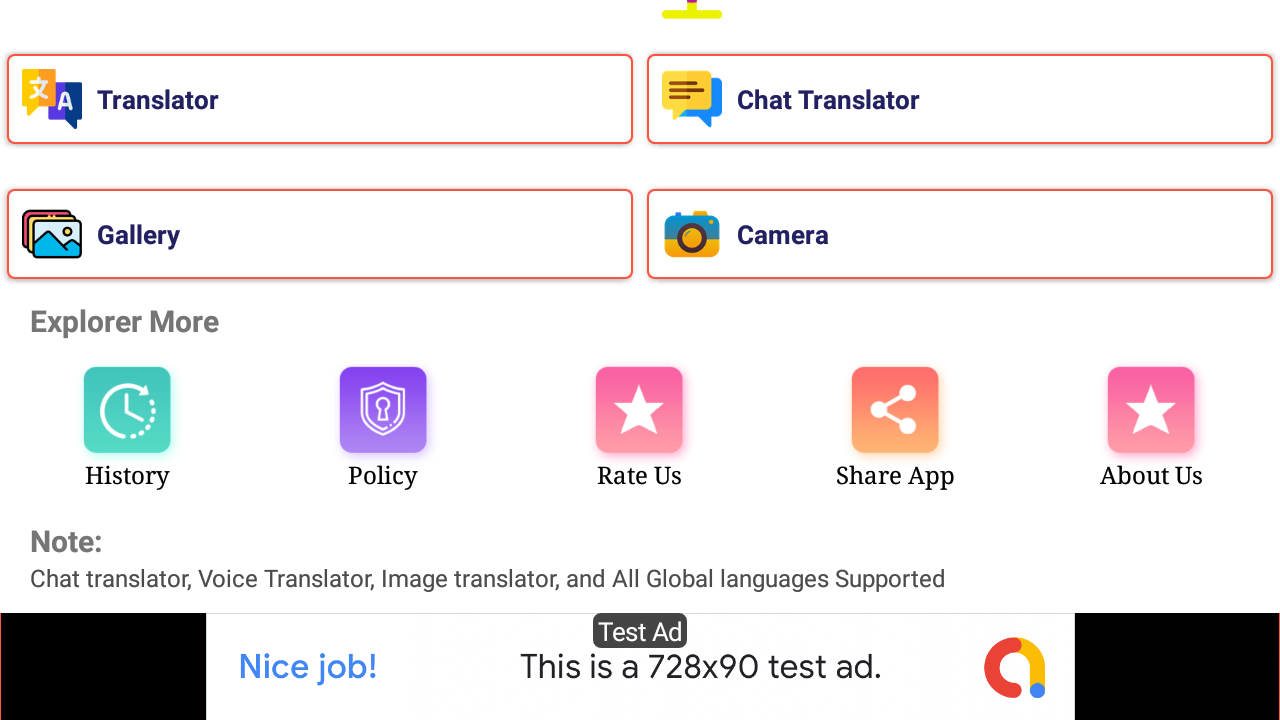 Translator
Chat Translator
Gallery
Camera
Explorer More
History
Policy
Rate Us
Share App
About Us
Note:
Chat translator, Voice Translator, Image translator, and All Global languages Supported
Test Ad
Nice job!
This is a 728x90 test ad.